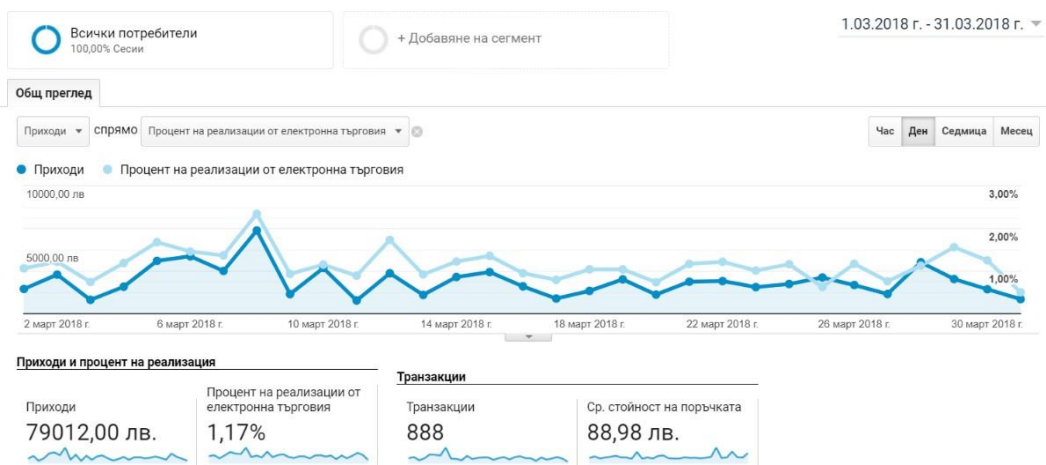 Всички потребители
100,00% Сесии
+ Добавяне на сегмент
1.03.2018 г. - 31.03.2018 г.
Общ преглед
Приходи спрямо Процент на реализации от електронна търговия
Час Ден Седмица Месец
Приходи Процент на реализации от електронна търговия
10000,00 лв 3,00%
2,00%
5000,00 лв
1,00%
2 март 2018 г. 6 март 2018 г. 10 март 2018 г. 14 март 2018 г. 18 март 2018 г. 22 март 2018 г. 26 март 2018 г. 30 март 2018 г.
Приходи и процент на реализация
Транзакции
Приходи
Процент на реализации от
електронна търговия
Транзакции
Ср. стойност на поръчката
79012,00 лв. 1,17% 888 88,98 лв.